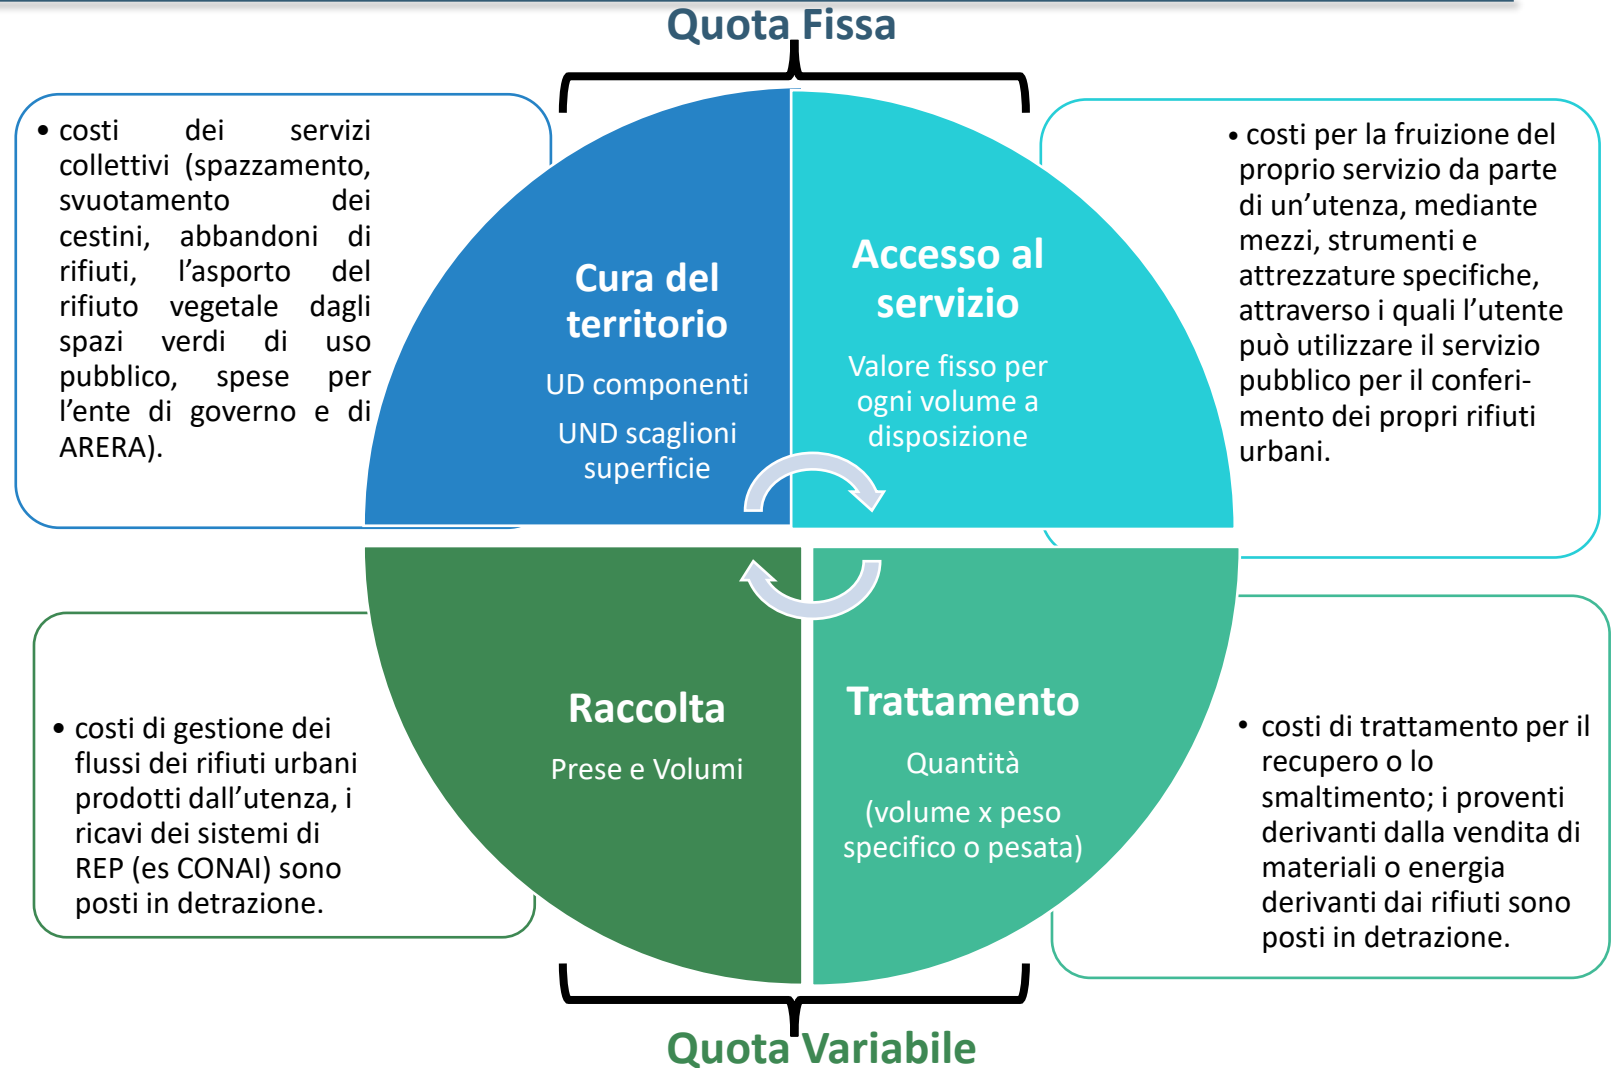 Quota Fissa
• costi dei servizi
collettivi (spazzamento,
svuotamento dei
cestini, abbandoni di
rifiuti, l’asporto del
rifiuto vegetale dagli
spazi verdi di uso
pubblico, spese per
l’ente di governo e di
ARERA).
Cura del
territorio
UD componenti
UND scaglioni
superficie
Accesso al
servizio
Valore fisso per
ogni volume a
disposizione
• costi per la fruizione del
proprio servizio da parte
di un’utenza, mediante
mezzi, strumenti e
attrezzature specifiche,
attraverso i quali l’utente
può utilizzare il servizio
pubblico per il conferi-
mento dei propri rifiuti
urbani.
• costi di gestione dei
flussi dei rifiuti urbani
prodotti dall’utenza, i
ricavi dei sistemi di
REP (es CONAI) sono
posti in detrazione.
Raccolta
Prese e Volumi
Trattamento
Quantità
(volume x peso
specifico o pesata)
• costi di trattamento per il
recupero o lo
smaltimento; i proventi
derivanti dalla vendita di
materiali o energia
derivanti dai rifiuti sono
posti in detrazione.
Quota Variabile